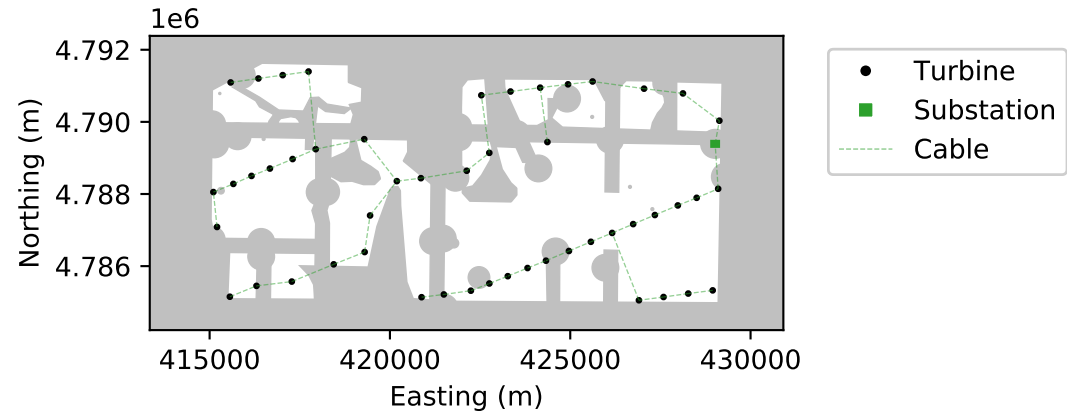 1e6
4.792
4.790
4.788
4.786
Northing (m)
415000 420000 425000 430000
Easting (m)
Turbine
Substation
Cable